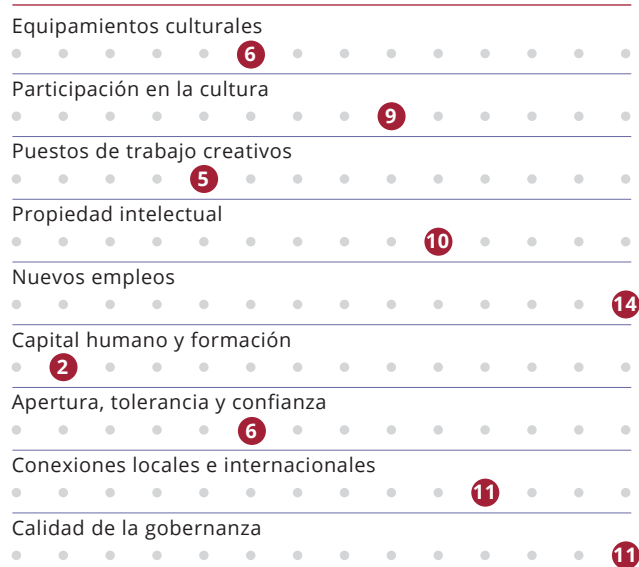 Equipamientos culturales
6
Participación en la cultura
9
Puestos de trabajo creativos
5
Propiedad intelectual
10
Nuevos empleos
14
Capital humano y formación
2
Apertura, tolerancia y confianza
6
Conexiones locales e internacionales
11
Calidad de la gobernanza
11